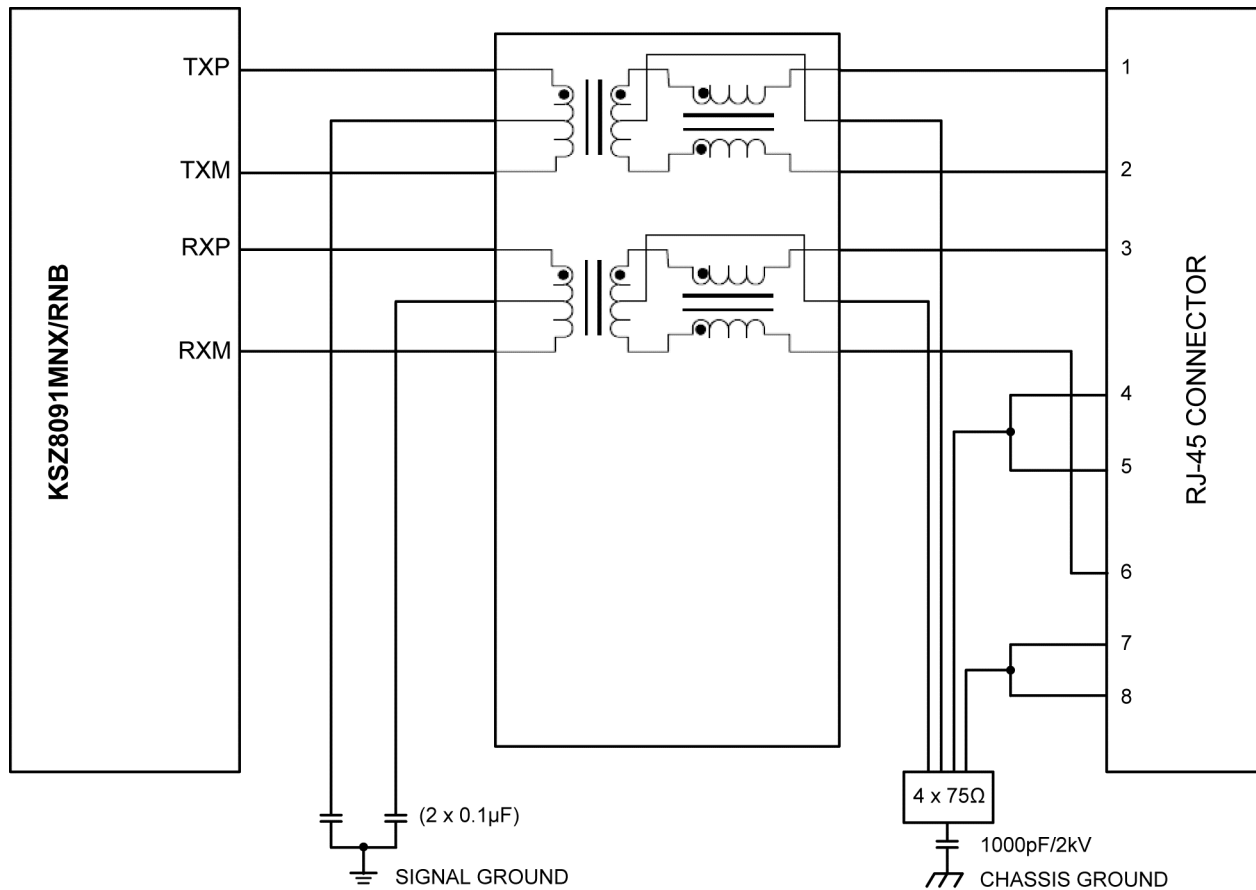 KSZ8091MNX/RNB
TXP
TXM
RXP
RXM
1
2
3
4
5
6
7
8
RJ-45 CONNECTOR
(2 x 0.1µF)
SIGNAL GROUND
4 x 75Ω
1000pF/2kV
CHASSIS GROUND